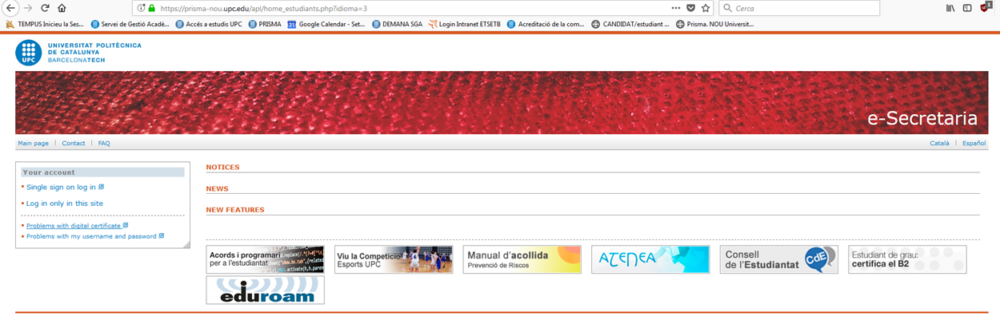 https://prisma-nou.upc.edu/apl/home_estudiants.php?idioma=3
Cerca
TEMPUS Inicieu la Ses...
Servei de Gestió Acadè...
Accés a estudis UPC
PRISMA
31
Google Calendar - Set...
DEMANA SGA
Login Intranet ETSETB
Acreditació de la com...
CANDIDAT/estudiant ...
Prisma. NOU Universit...
1
UNIVERSITAT POLITÈCNICA
DE CATALUNYA
BARCELONATECH
UPC
e-Secretaria
Main page | Contact | FAQ
Català | Español
Your account
Single sign on log in
Log in only in this site
Problems with digital certificate
Problems with my username and password
NOTICES
NEWS
NEW FEATURES
Acords i programari
per a l'estudiantat
Viu la Competició
Esports UPC
Manual d'acollida
Prevenció de Riscos
ATENEA
Consell
de l'Estudiantat
CdE
Estudiant de grau:
certifica el B2
eduroam